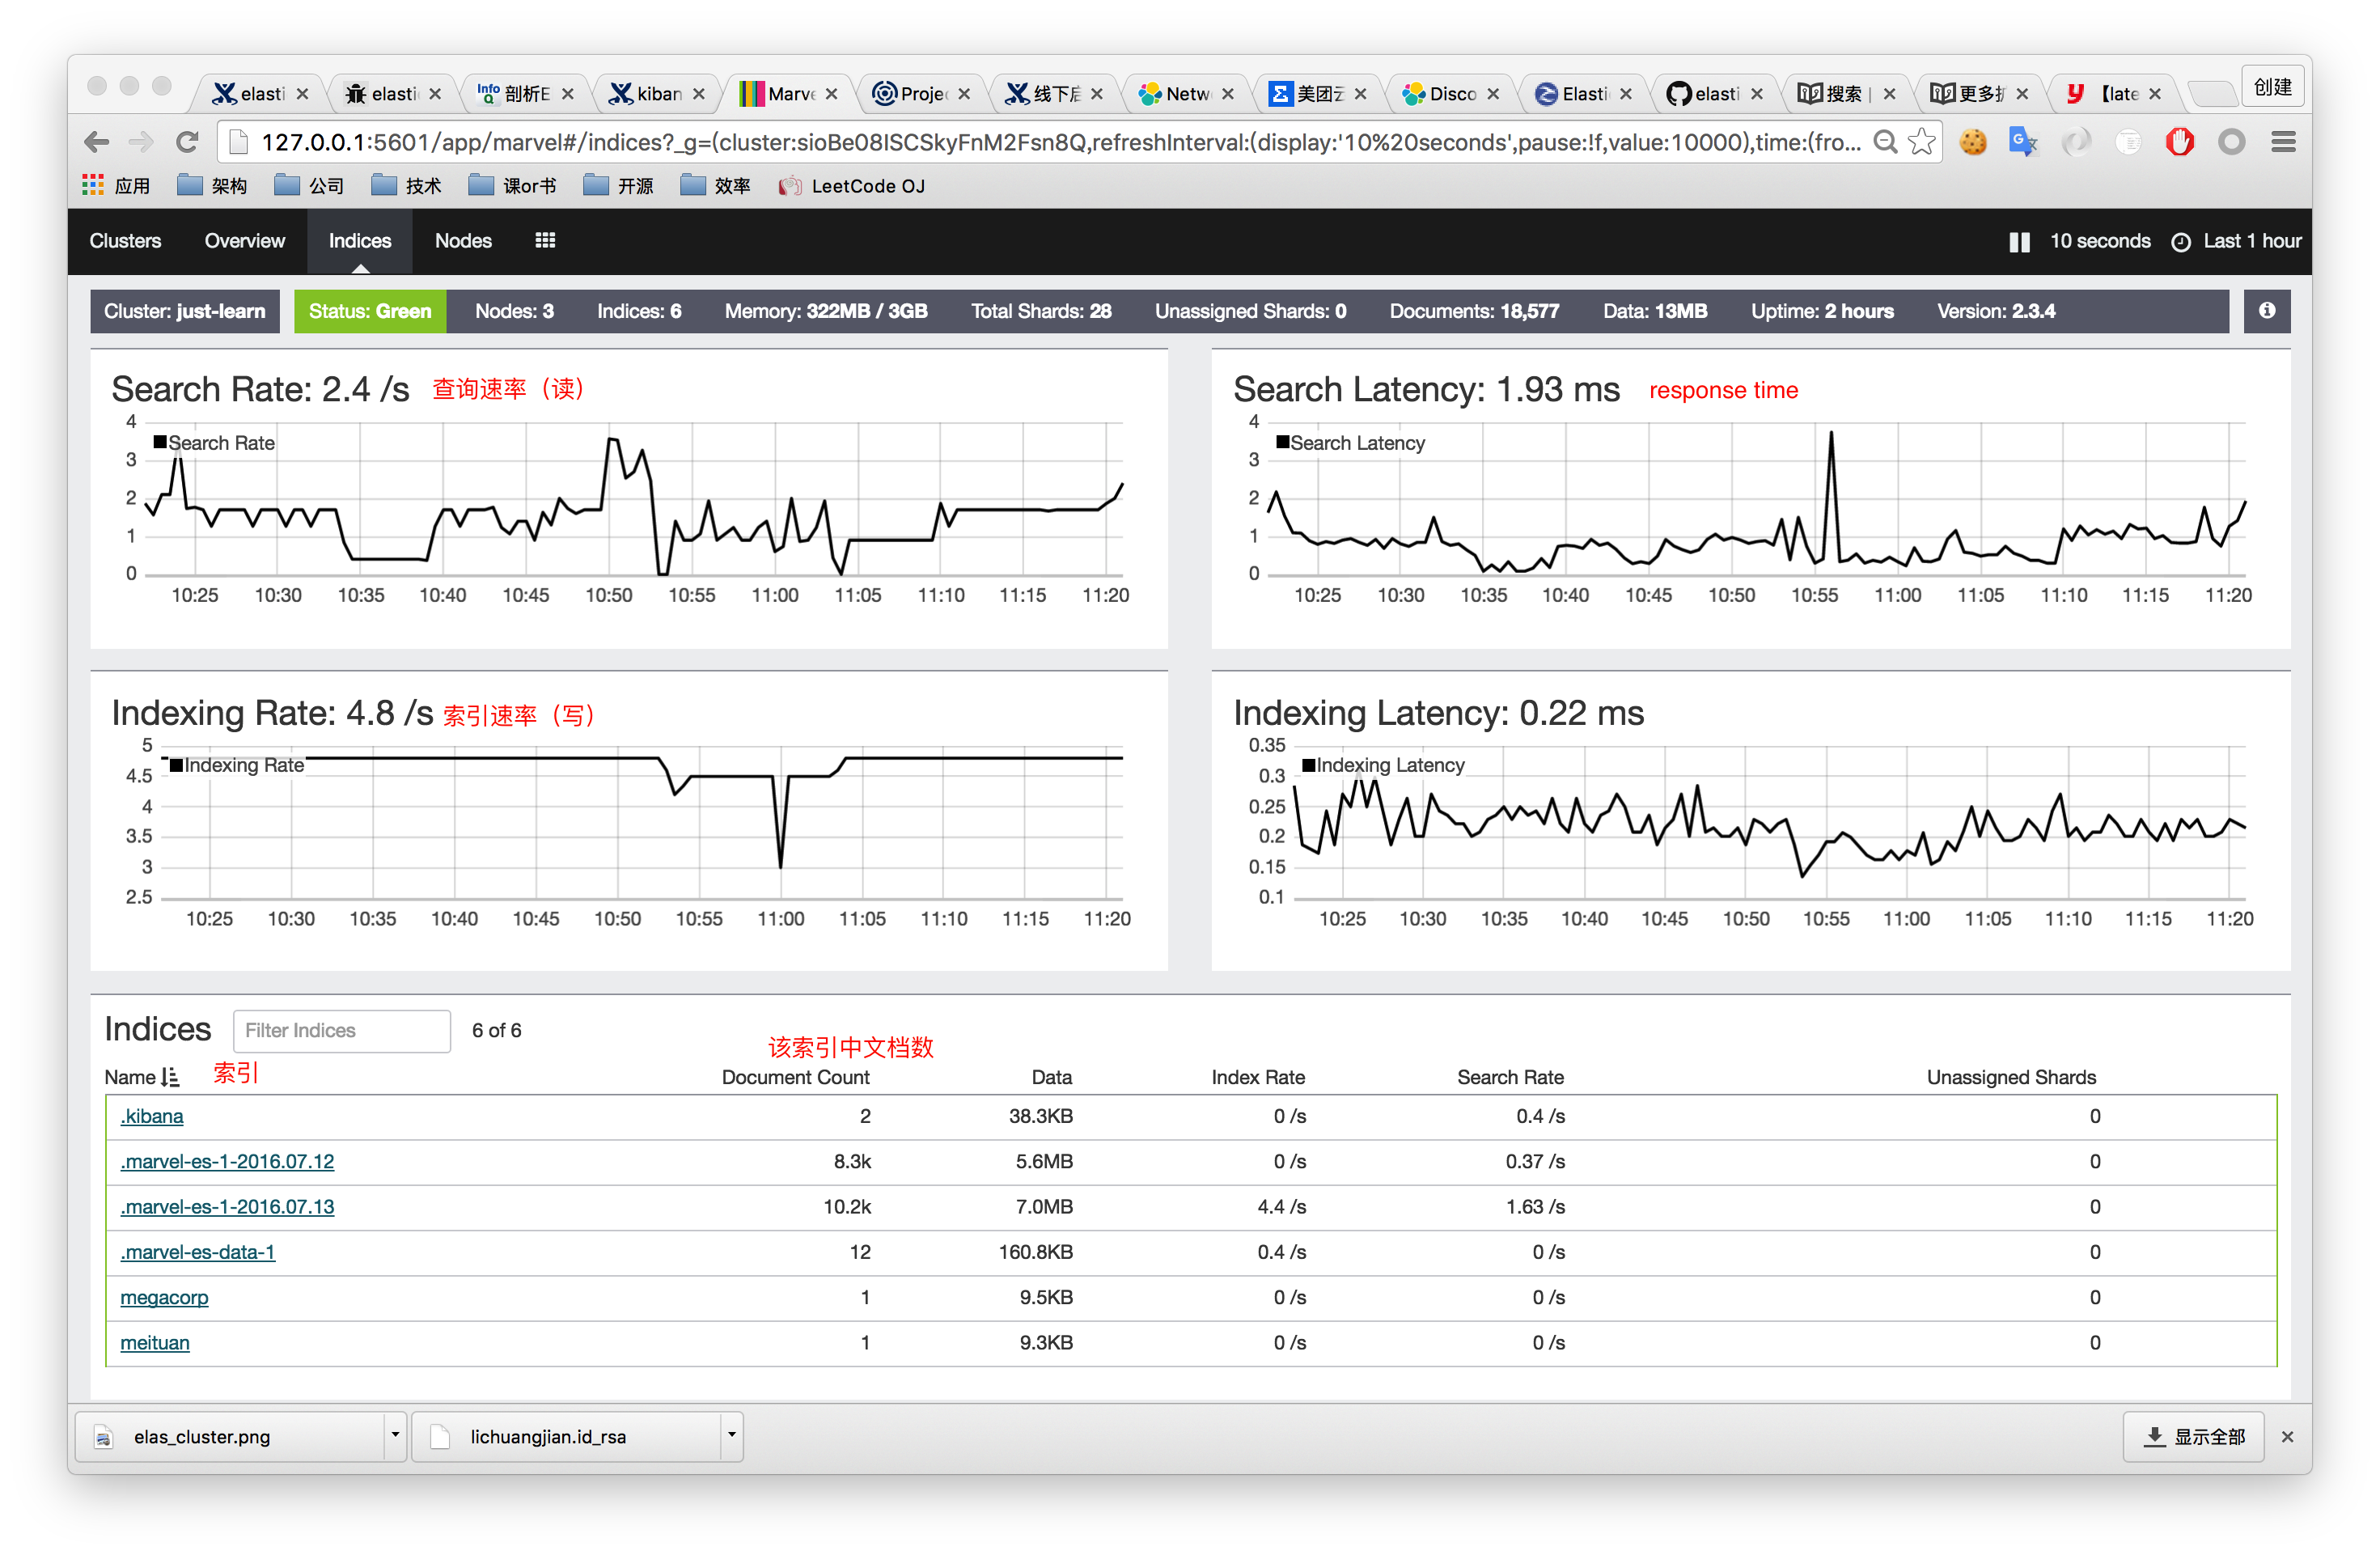 elasti
elasti
InfoQ 剖析E
kiban
Marve
Projec
线下启
Netw
美团云
Disco
Elasti
elasti
搜索 |
更多扩
【late
创建
127.0.0.1:5601/app/marvel#/indices?_g=(cluster:sioBe08ISCSkyFnM2Fsn8Q,refreshInterval:(display:'10%20seconds',pause:!f,value:10000),time:(fro...
应用 架构 公司 技术 课or书 开源 效率 LeetCode OJ
Clusters Overview Indices Nodes 10 seconds Last 1 hour
Cluster: just-learn Status: Green Nodes: 3 Indices: 6 Memory: 322MB / 3GB Total Shards: 28 Unassigned Shards: 0 Documents: 18,577 Data: 13MB Uptime: 2 hours Version: 2.3.4
Search Rate: 2.4 /s 查询速率（读）
Search Rate
4
3
2
1
0
10:25 10:30 10:35 10:40 10:45 10:50 10:55 11:00 11:05 11:10 11:15 11:20
Search Latency: 1.93 ms response time
Search Latency
4
3
2
1
0
10:25 10:30 10:35 10:40 10:45 10:50 10:55 11:00 11:05 11:10 11:15 11:20
Indexing Rate: 4.8 /s 索引速率（写）
Indexing Rate
5
4.5
4
3.5
3
2.5
10:25 10:30 10:35 10:40 10:45 10:50 10:55 11:00 11:05 11:10 11:15 11:20
Indexing Latency: 0.22 ms
Indexing Latency
0.35
0.3
0.25
0.2
0.15
0.1
10:25 10:30 10:35 10:40 10:45 10:50 10:55 11:00 11:05 11:10 11:15 11:20
Indices Filter Indices 6 of 6
索引 该索引中文档数
Name Document Count Data Index Rate Search Rate Unassigned Shards
.kibana 2 38.3KB 0 /s 0.4 /s 0
.marvel-es-1-2016.07.12 8.3k 5.6MB 0 /s 0.37 /s 0
.marvel-es-1-2016.07.13 10.2k 7.0MB 4.4 /s 1.63 /s 0
.marvel-es-data-1 12 160.8KB 0.4 /s 0 /s 0
megacorp 1 9.5KB 0 /s 0 /s 0
meituan 1 9.3KB 0 /s 0 /s 0
elas_cluster.png lichuangjian.id_rsa 显示全部